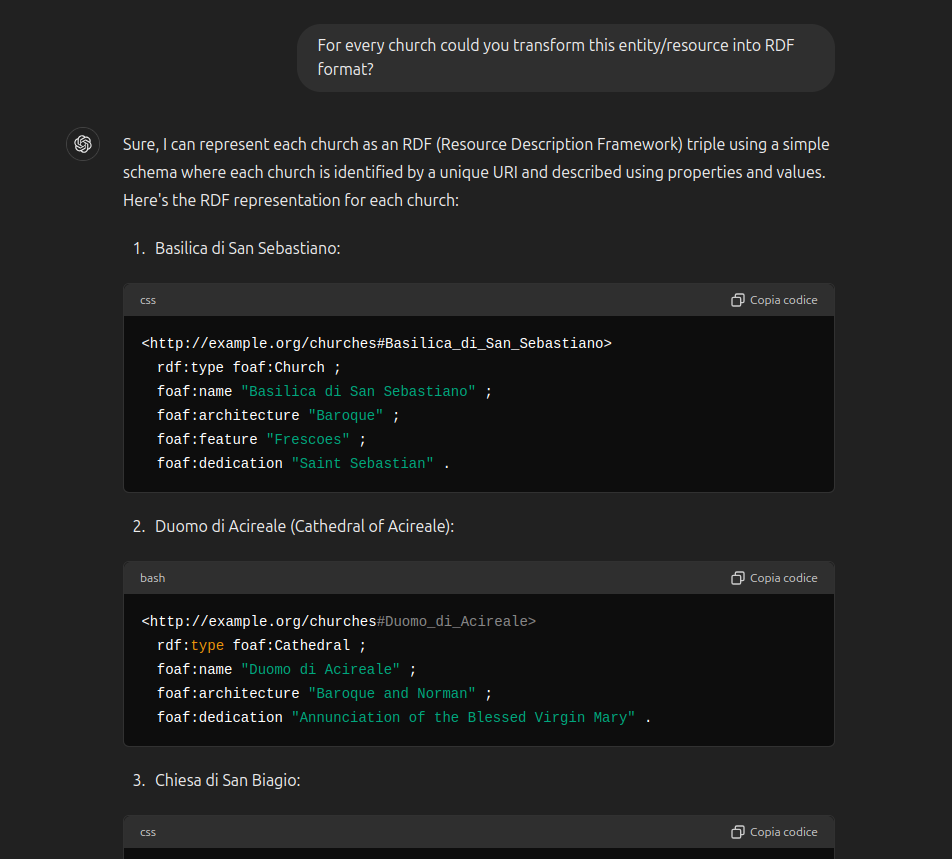 For every church could you transform this entity/resource into RDF
format?
Sure, I can represent each church as an RDF (Resource Description Framework) triple using a simple
schema where each church is identified by a unique URI and described using properties and values.
Here's the RDF representation for each church:
1. Basilica di San Sebastiano:
css Copia codice
<http://example.org/churches#Basilica_di_San_Sebastiano>
  rdf:type foaf:Church ;
  foaf:name "Basilica di San Sebastiano" ;
  foaf:architecture "Baroque" ;
  foaf:feature "Frescoes" ;
  foaf:dedication "Saint Sebastian" .
2. Duomo di Acireale (Cathedral of Acireale):
bash Copia codice
<http://example.org/churches#Duomo_di_Acireale>
  rdf:type foaf:Cathedral ;
  foaf:name "Duomo di Acireale" ;
  foaf:architecture "Baroque and Norman" ;
  foaf:dedication "Annunciation of the Blessed Virgin Mary" .
3. Chiesa di San Biagio:
css Copia codice